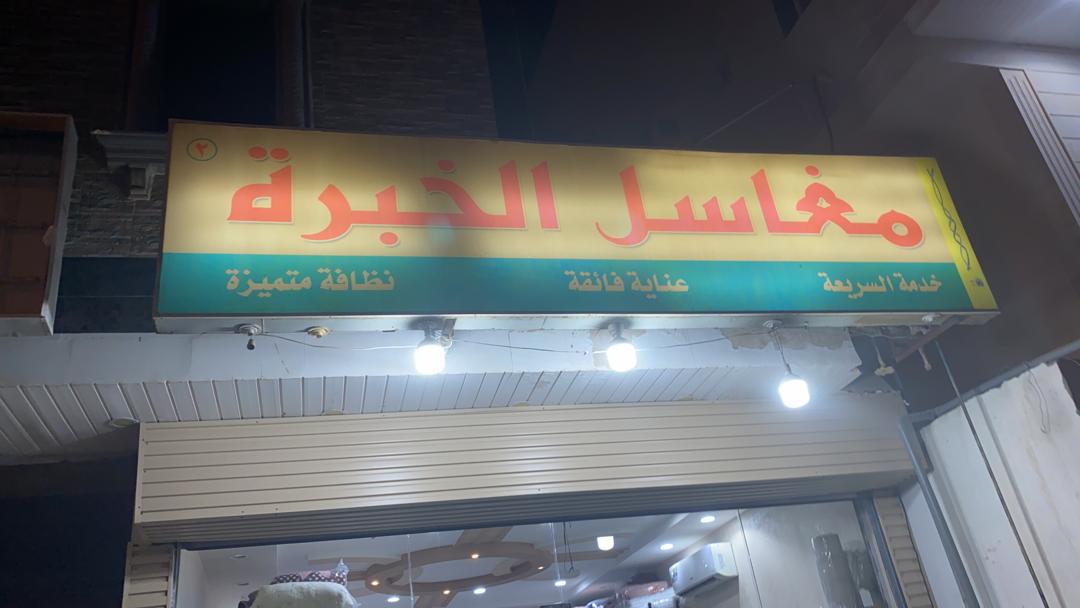 مغاسل الخبرة ٢
خدمة السريعة عناية فائقة نظافة متميزة